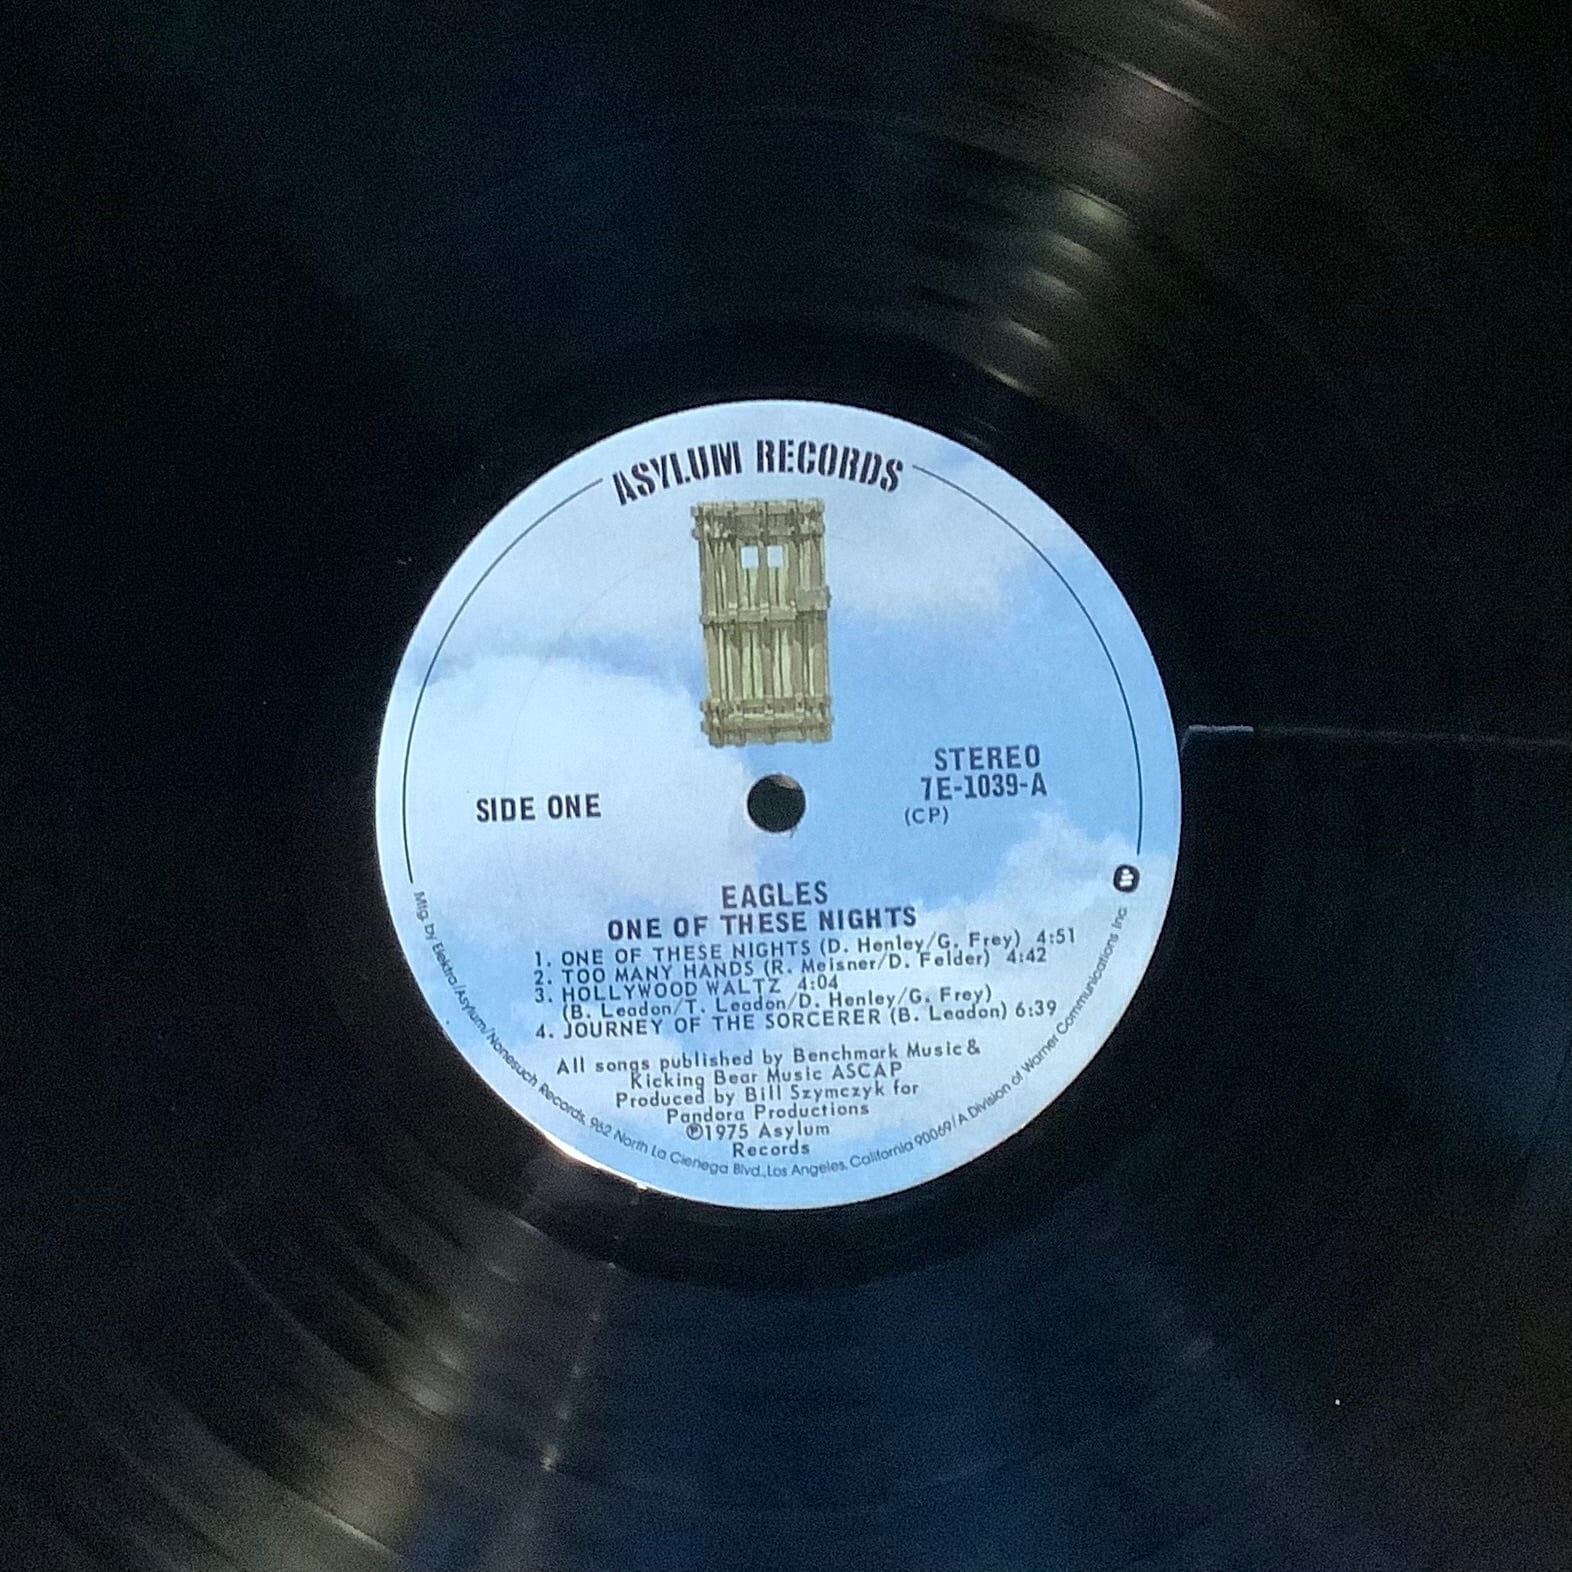 ASYLUM RECORDS
STEREO
7E-1039-A
SIDE ONE
(CP)
EAGLES
ONE OF THESE NIGHTS
1. ONE OF THESE NIGHTS (D. Henley/G. Frey) 4:51
2. TOO MANY HANDS (R. Meisner/D. Felder) 4:42
3. HOLLYWOOD WALTZ 4:04
(B. Leadon/T. Leadon/D. Henley/G. Frey)
4. JOURNEY OF THE SORCERER (B. Leadon) 6:39
All songs published by Benchmark Music &
Kicking Bear Music ASCAP
Produced by Bill Szymczyk for
Pandora Productions
℗1975 Asylum
Records
Mfg by Elektra/Asylum/Nonesuch Records, 962 North La Cienega Blvd., Los Angeles, California 90069/A Division of Warner Communications Inc.